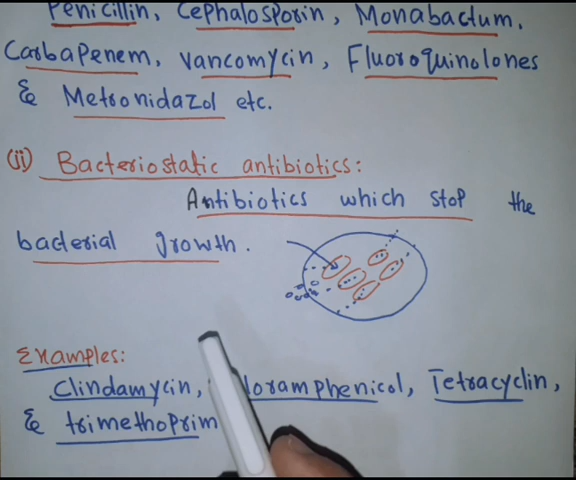 Penicillin, Cephalosporin, Monabactum,
Carbapenem, vancomycin, Fluoroquinolones
& Metronidazol etc.
(ii) Bacteriostatic antibiotics:
Antibiotics which stop the
bacterial growth.
Examples:
Clindamycin, loramphenicol, Tetracyclin,
& trimethoprim